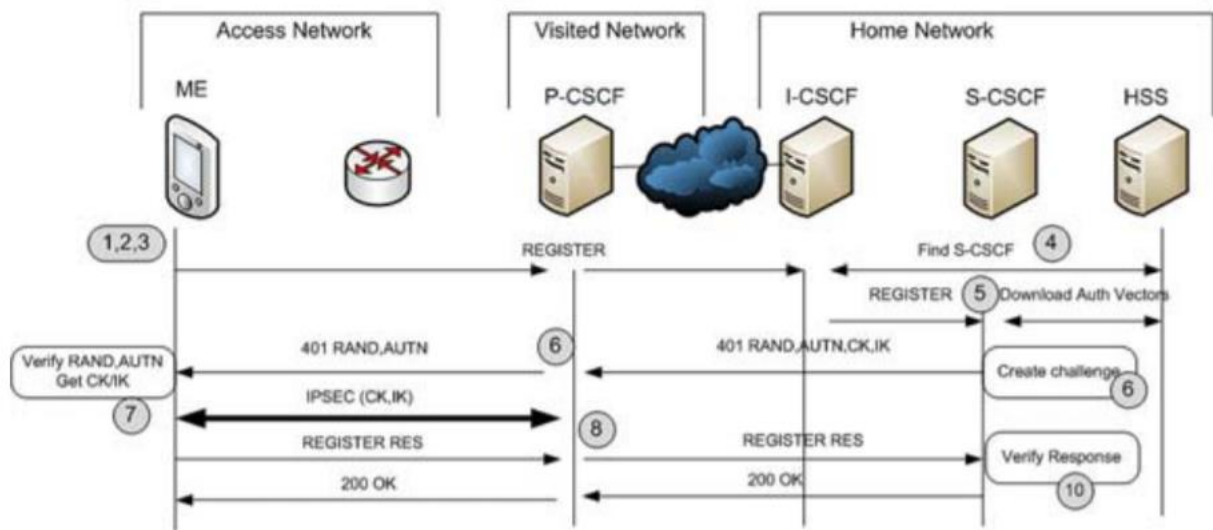 Access Network
Visited Network
Home Network
ME
P-CSCF
I-CSCF
S-CSCF
HSS
1,2,3
REGISTER
Find S-CSCF
4
REGISTER
5
Download Auth Vectors
Verify RAND,AUTN
Get CK/IK
7
401 RAND,AUTN
6
401 RAND,AUTN,CK,IK
Create challenge
6
IPSEC (CK,IK)
8
REGISTER RES
REGISTER RES
Verify Response
10
200 OK
200 OK